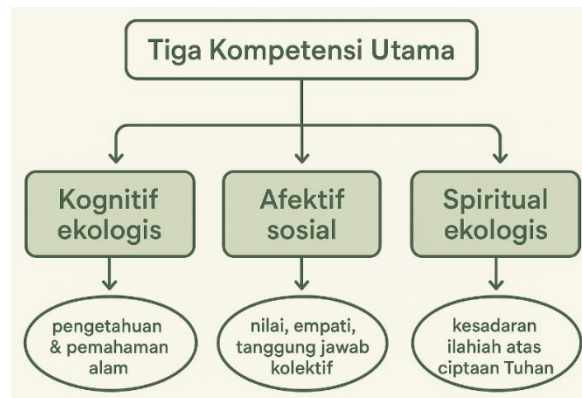 Tiga Kompetensi Utama
Kognitif
ekologis
Afektif
sosial
Spiritual
ekologis
pengetahuan
& pemahaman
alam
nilai, empati,
tanggung jawab
kolektif
kesadaran
ilahiah atas
ciptaan Tuhan